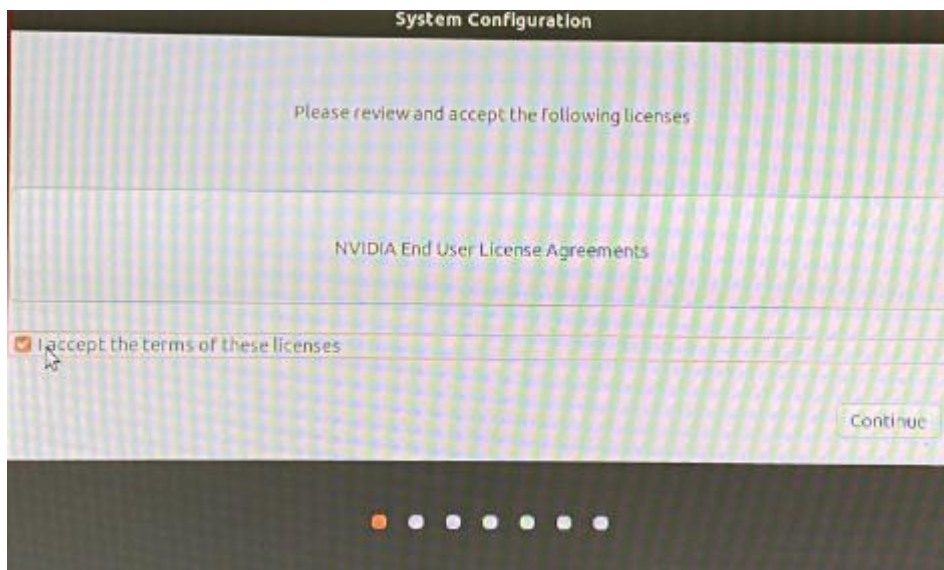 System Configuration
Please review and accept the following licenses
NVIDIA End User License Agreements
I accept the terms of these licenses
Continue